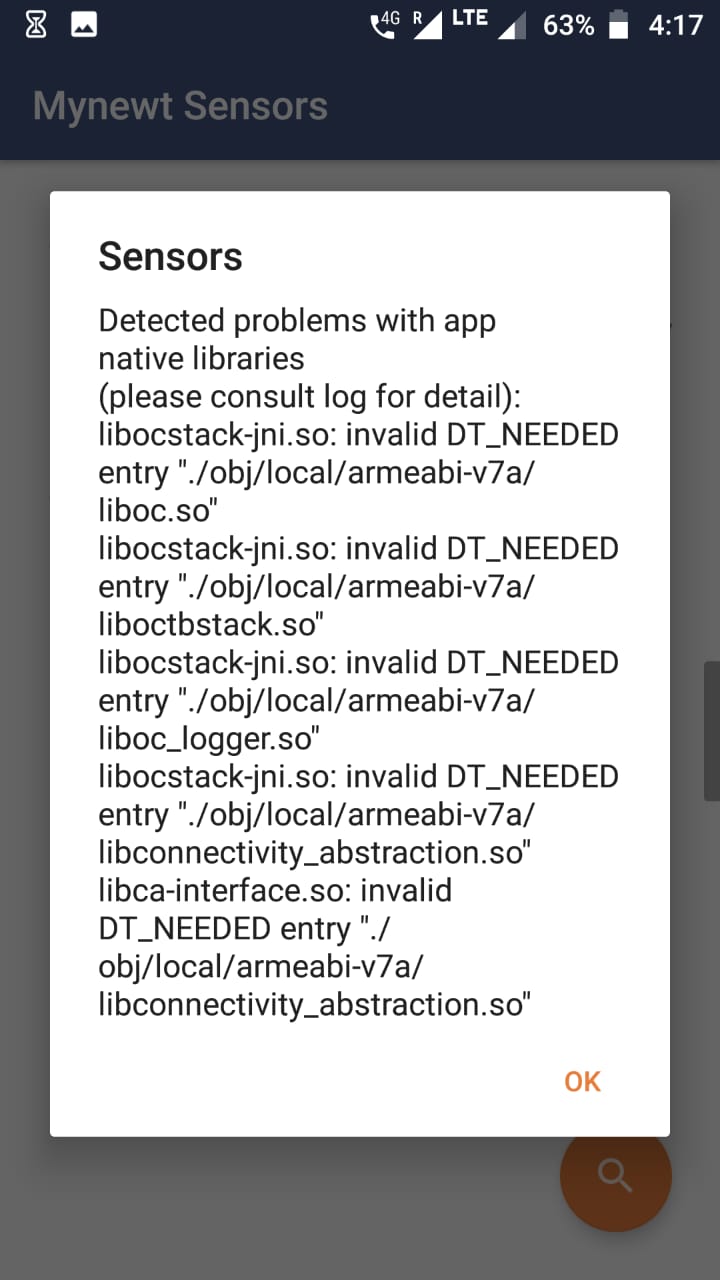 4G R LTE 63% 4:17
Mynewt Sensors
Sensors
Detected problems with app
native libraries
(please consult log for detail):
libocstack-jni.so: invalid DT_NEEDED
entry "./obj/local/armeabi-v7a/
liboc.so"
libocstack-jni.so: invalid DT_NEEDED
entry "./obj/local/armeabi-v7a/
liboctbstack.so"
libocstack-jni.so: invalid DT_NEEDED
entry "./obj/local/armeabi-v7a/
liboc_logger.so"
libocstack-jni.so: invalid DT_NEEDED
entry "./obj/local/armeabi-v7a/
libconnectivity_abstraction.so"
libca-interface.so: invalid
DT_NEEDED entry "./
obj/local/armeabi-v7a/
libconnectivity_abstraction.so"
OK